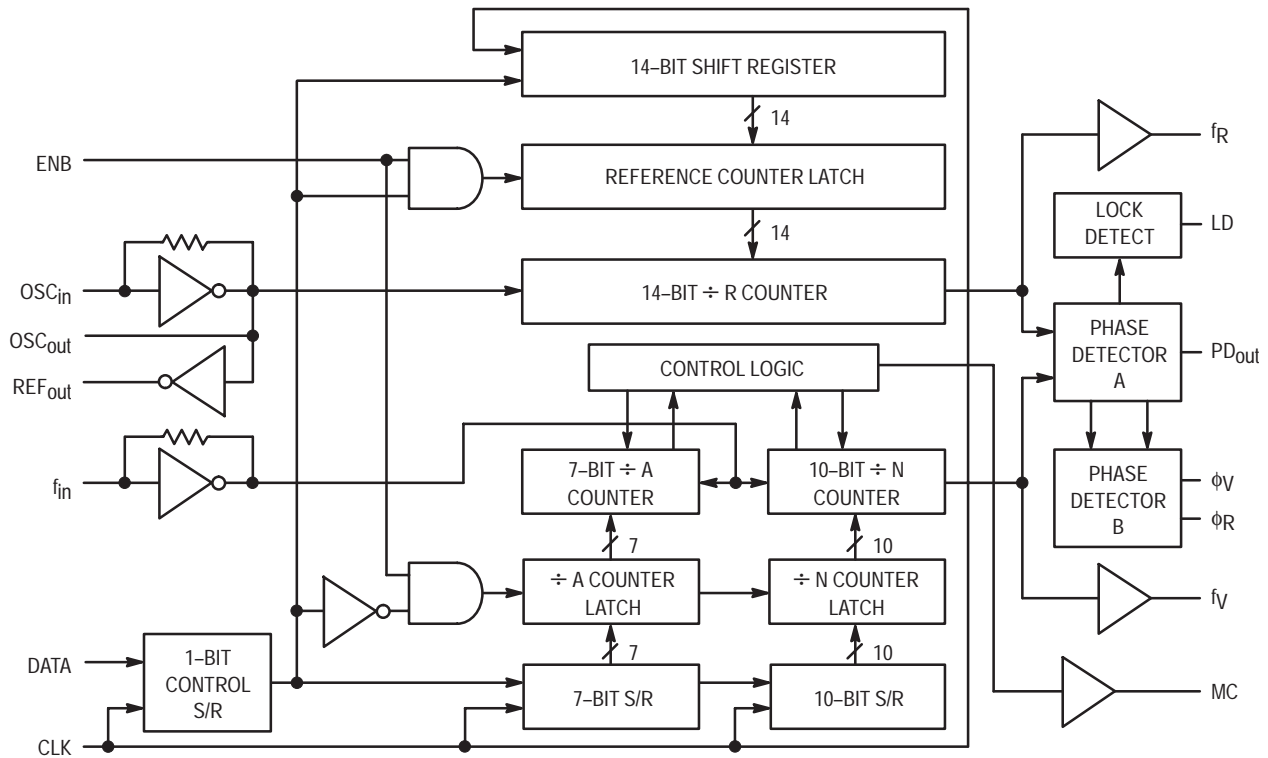 14–BIT SHIFT REGISTER
14
ENB
REFERENCE COUNTER LATCH
fR
14
LOCK
DETECT
LD
OSCin
14–BIT ÷ R COUNTER
OSCout
REFout
PHASE
DETECTOR
A
PDout
CONTROL LOGIC
fin
7–BIT ÷ A
COUNTER
10–BIT ÷ N
COUNTER
PHASE
DETECTOR
B
ϕV
ϕR
7
10
÷ A COUNTER
LATCH
÷ N COUNTER
LATCH
fV
7
10
DATA
1–BIT
CONTROL
S/R
7–BIT S/R
10–BIT S/R
MC
CLK